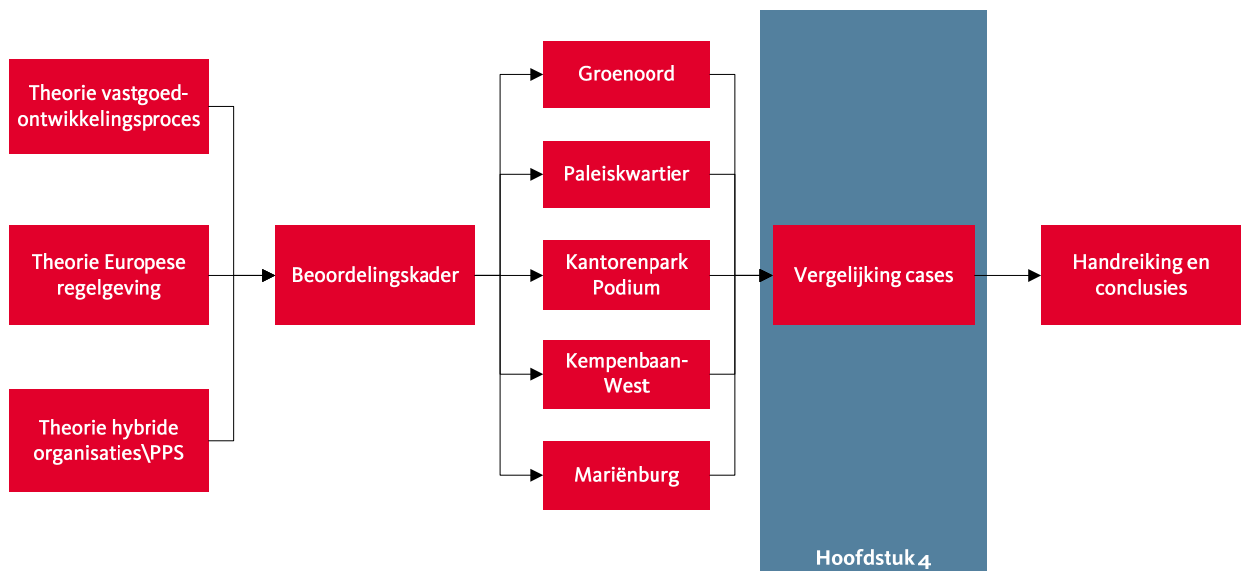 Theorie vastgoed-
ontwikkelingsproces
Theorie Europese
regelgeving
Theorie hybride
organisaties\PPS
Beoordelingskader
Groenoord
Paleiskwartier
Kantorenpark
Podium
Kempenbaan-
West
Mariënburg
Vergelijking cases
Hoofdstuk 4
Handreiking en
conclusies